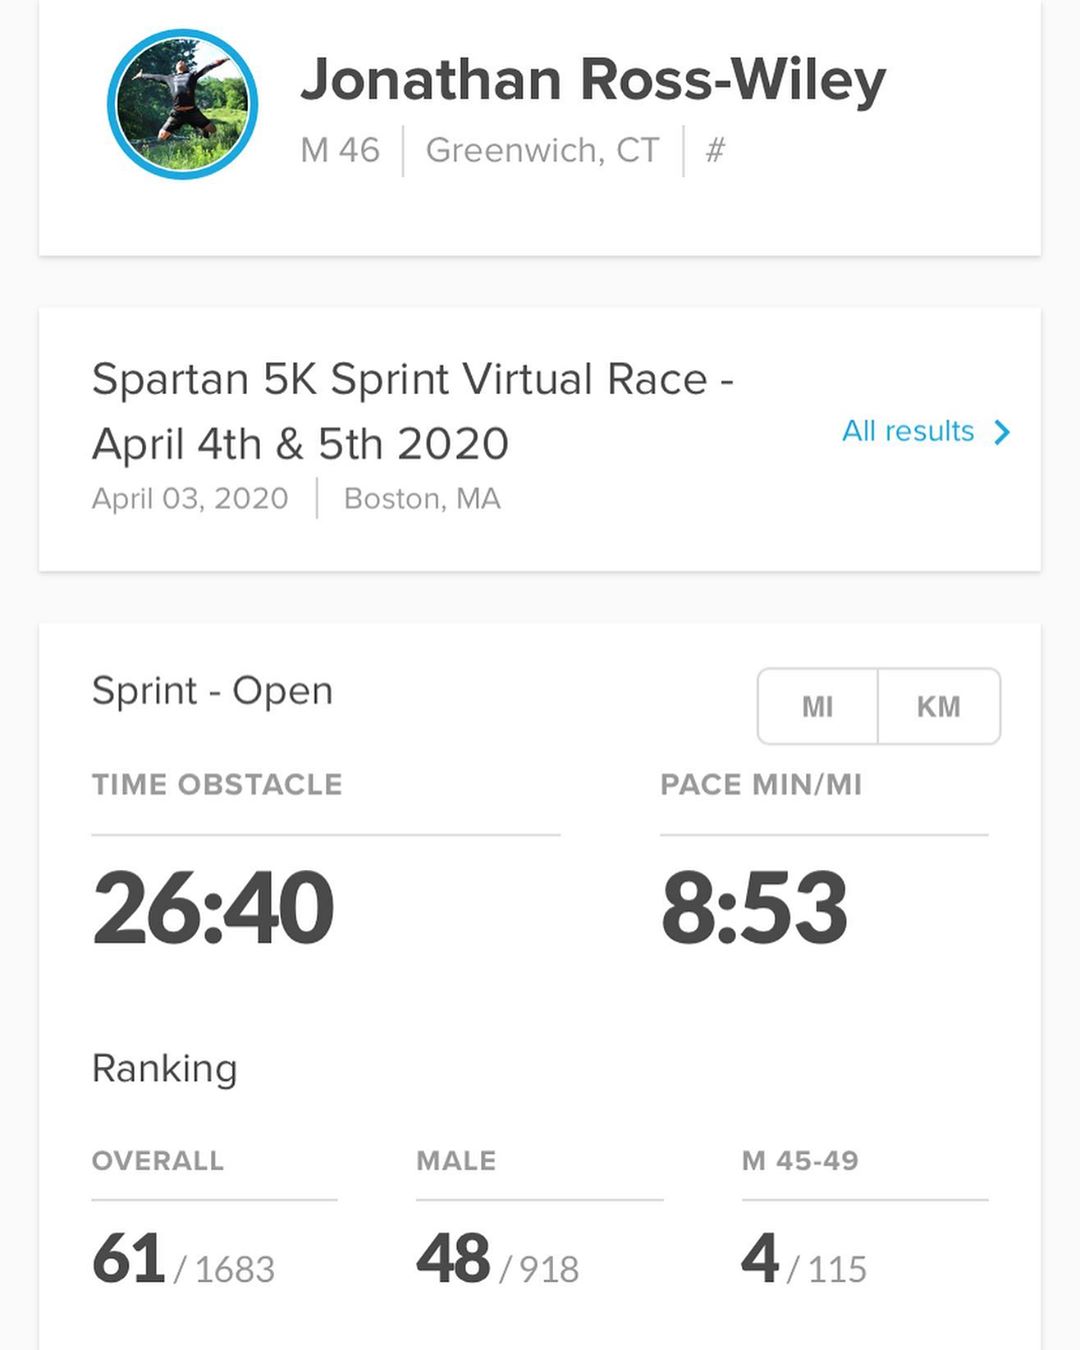 Jonathan Ross-Wiley
M 46 Greenwich, CT #
Spartan 5K Sprint Virtual Race -
April 4th & 5th 2020
All results
April 03, 2020 Boston, MA
Sprint - Open
MI KM
TIME OBSTACLE PACE MIN/MI
26:40 8:53
Ranking
OVERALL MALE M 45-49
61 / 1683 48 / 918 4 / 115